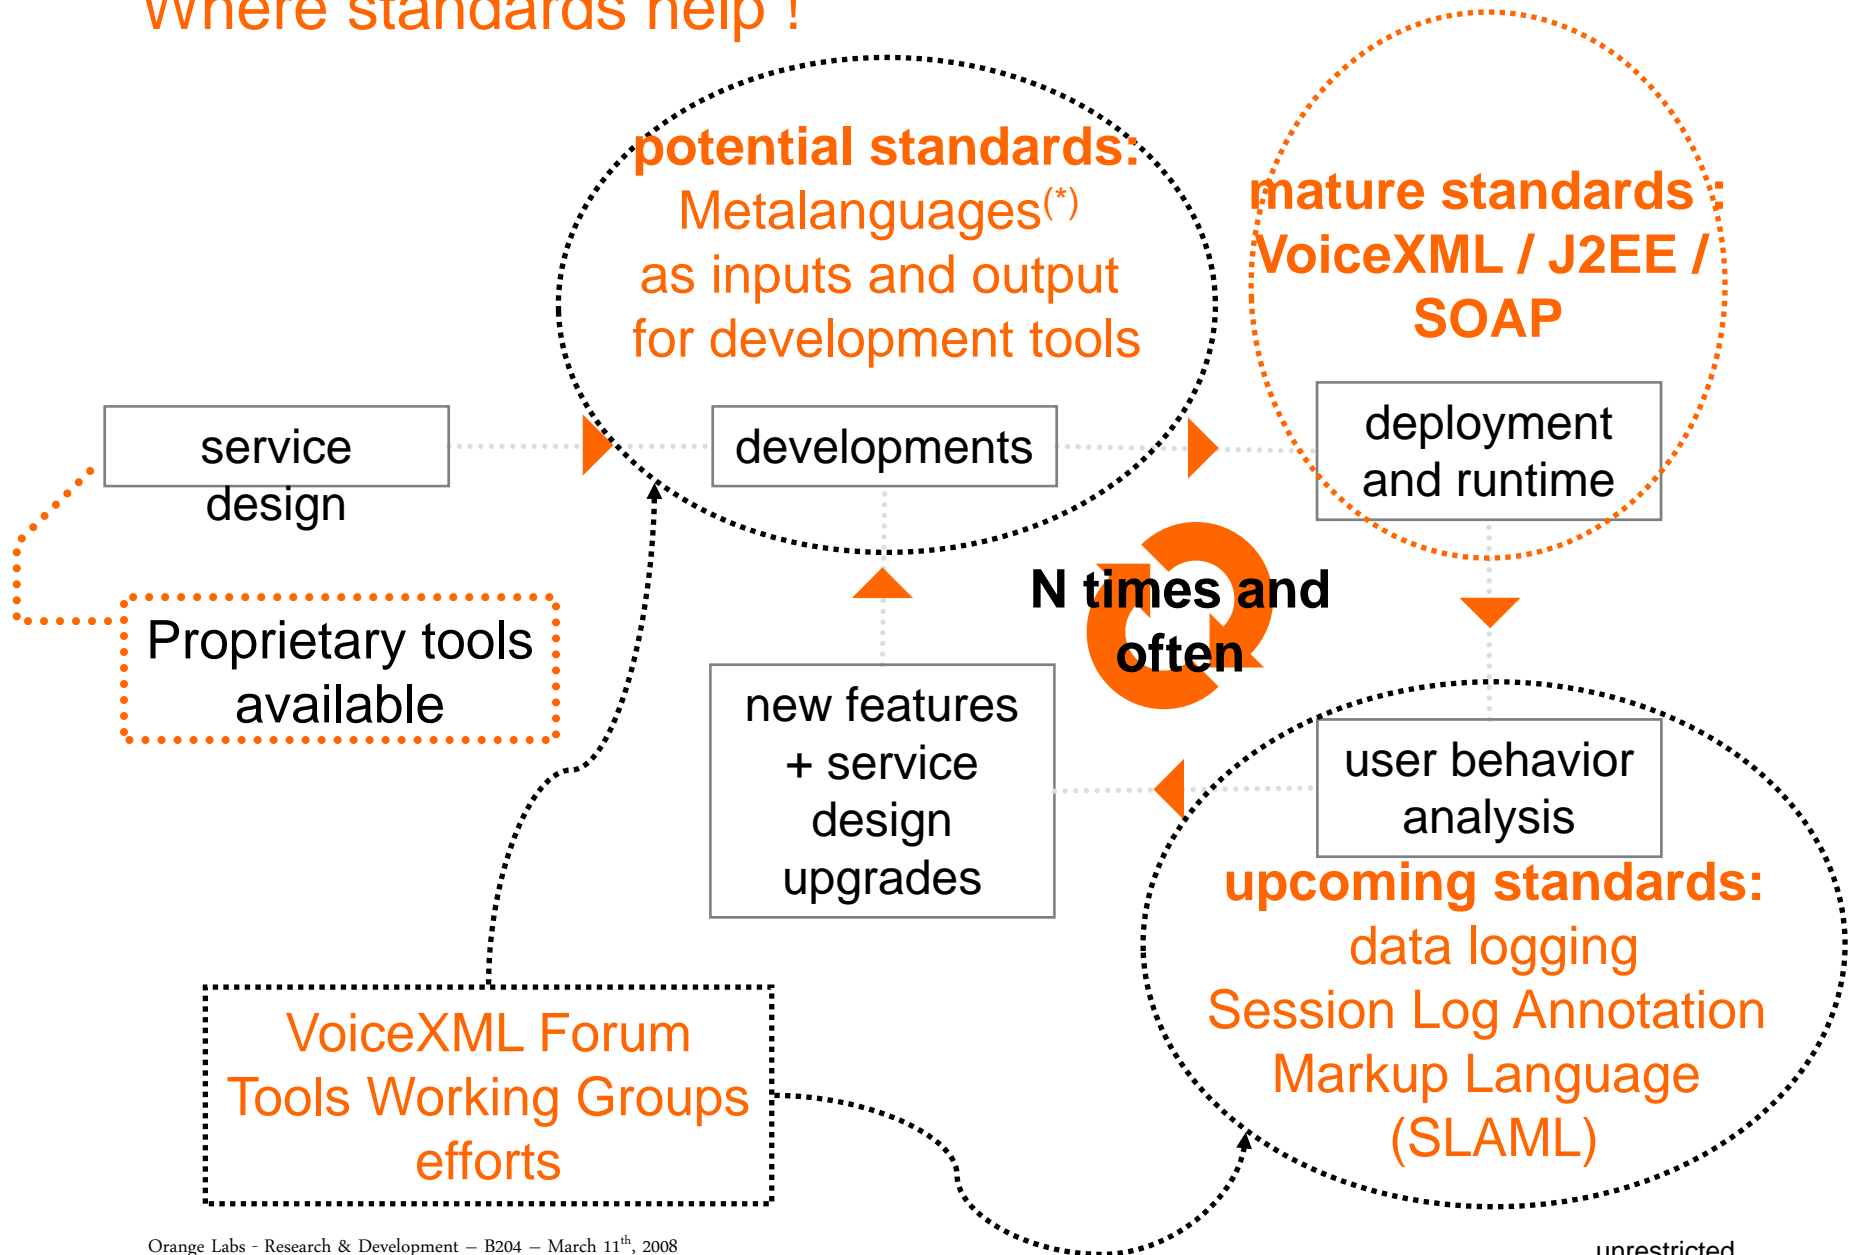 Where standards help !
potential standards:
Metalanguages(*)
as inputs and output
for development tools
mature standards :
VoiceXML / J2EE /
SOAP
service
design
developments
deployment
and runtime
Proprietary tools
available
N times and
often
new features
+ service
design
upgrades
user behavior
analysis
upcoming standards:
data logging
Session Log Annotation
Markup Language
(SLAML)
VoiceXML Forum
Tools Working Groups
efforts
Orange Labs - Research & Development – B204 – March 11th, 2008
unrestricted